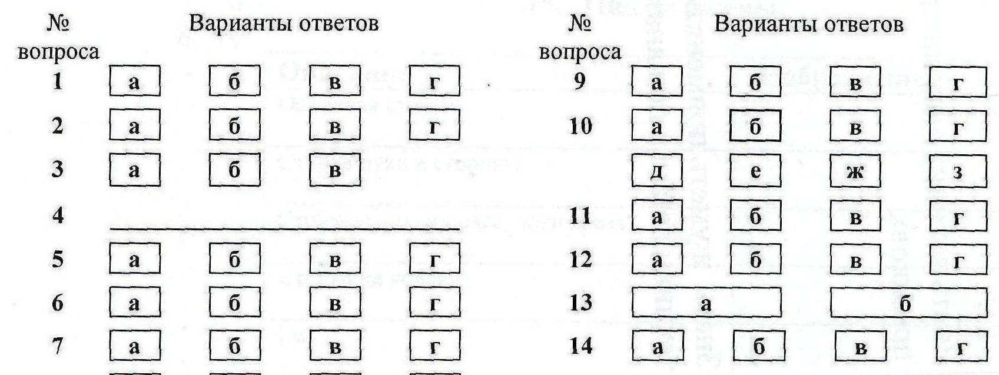 № Варианты ответов
вопроса
1 а б в г
2 а б в г
3 а б в
4
5 а б в г
6 а б в г
7 а б в г
№ Варианты ответов
вопроса
9 а б в г
10 а б в г
д е ж з
11 а б в г
12 а б в г
13 а б
14 а б в г